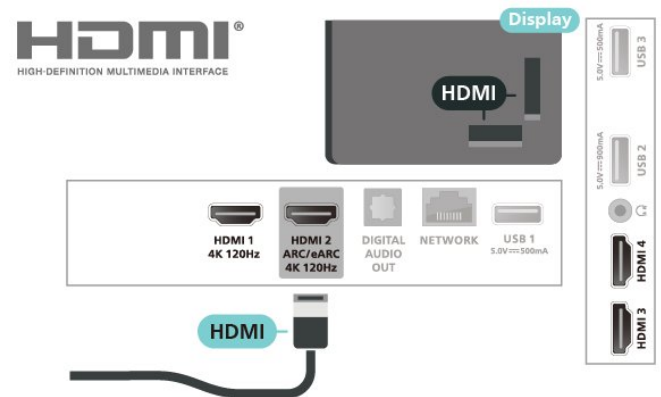 HDMI®
HIGH-DEFINITION MULTIMEDIA INTERFACE
Display
HDMI
HDMI 1
4K 120Hz
HDMI 2
ARC/eARC
4K 120Hz
DIGITAL
AUDIO
OUT
NETWORK
USB 1
5.0V⎓500mA
HDMI
5.0V⎓500mA
USB 3
5.0V⎓900mA
USB 2
HDMI 4
HDMI 3